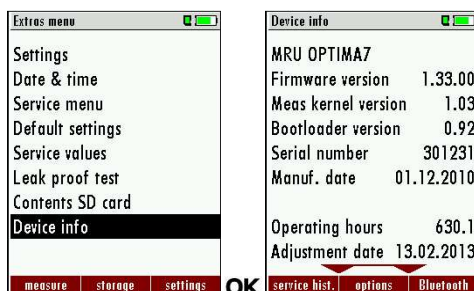 Extras menu
Settings
Date & time
Service menu
Default settings
Service values
Leak proof test
Contents SD card
Device info
measure storage settings
OK
Device info
MRU OPTIMA7
Firmware version 1.33.00
Meas kernel version 1.03
Bootloader version 0.92
Serial number 301231
Manuf. date 01.12.2010
Operating hours 630.1
Adjustment date 13.02.2013
service hist. options Bluetooth